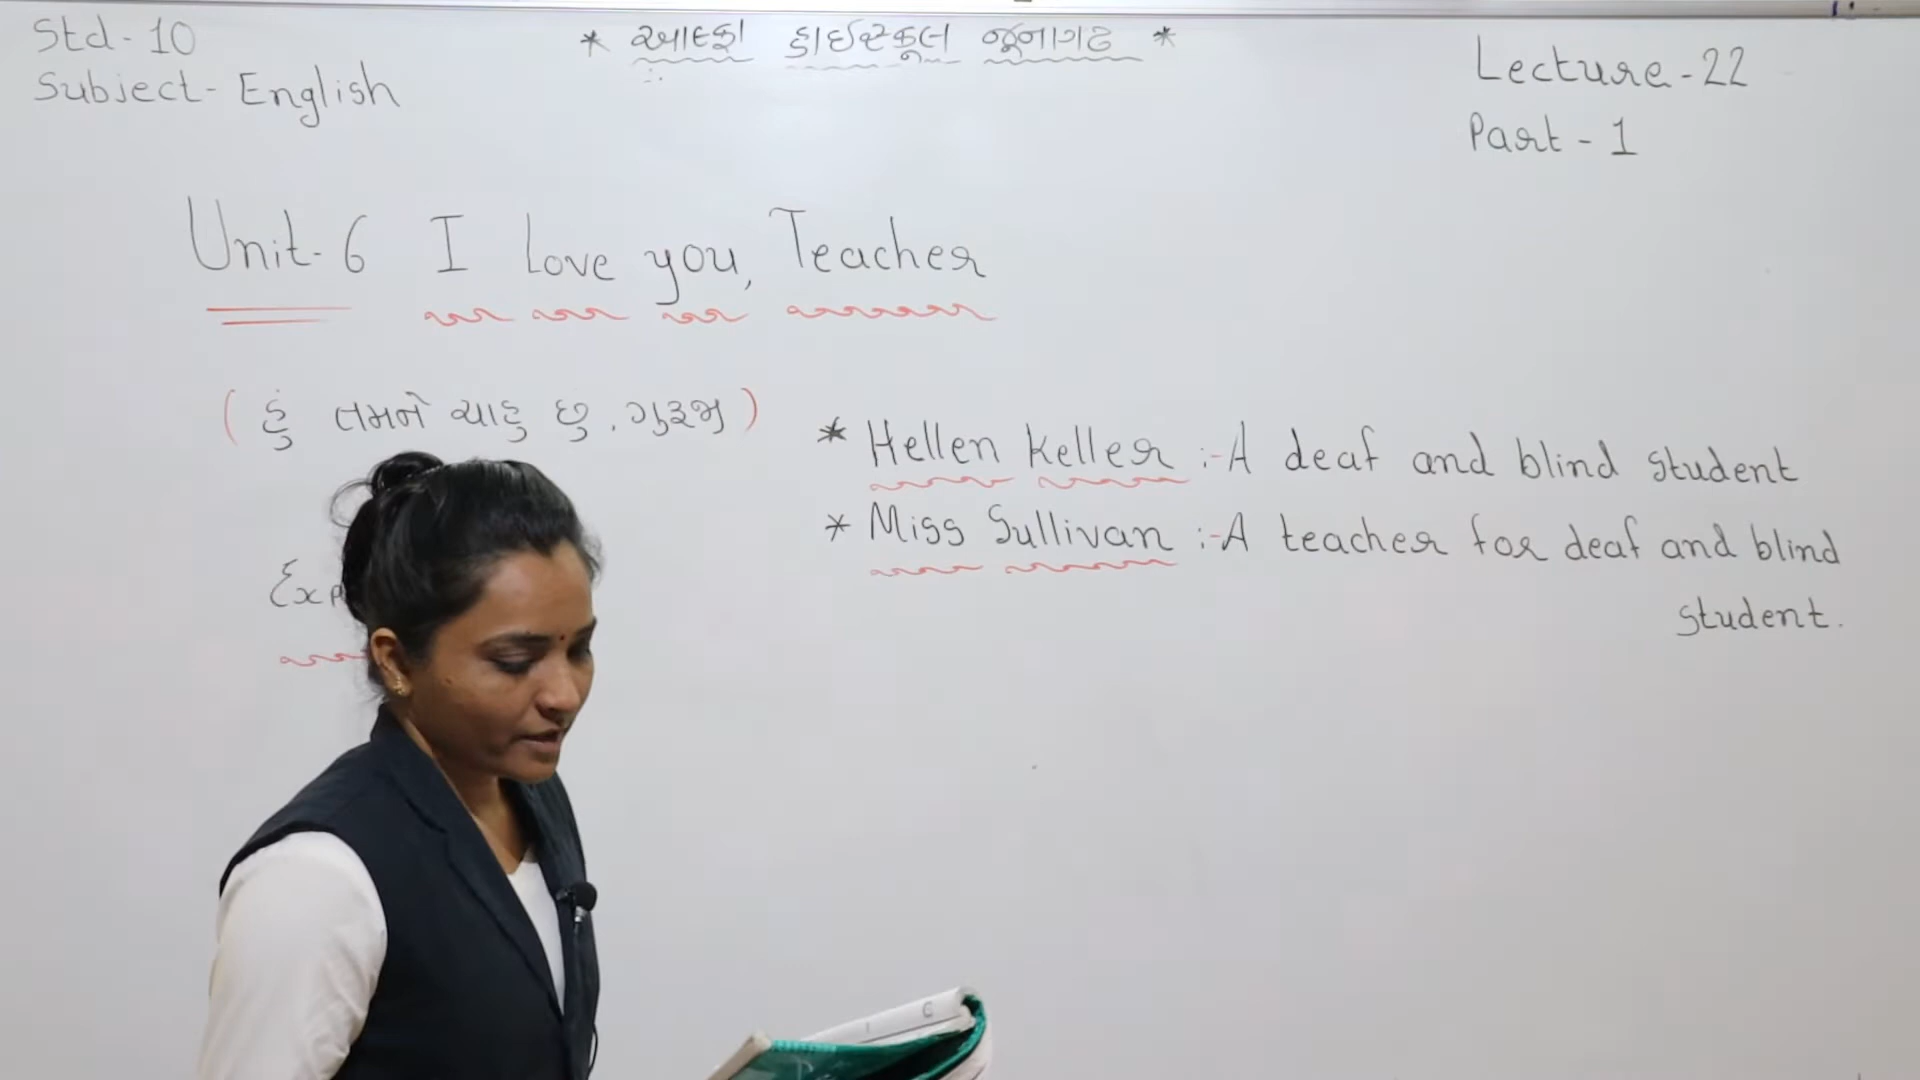 Std - 10
Subject - English
* આલ્ફા હાઈસ્કૂલ જૂનાગઢ *
Lecture - 22
Part - 1
Unit - 6 I Love you, Teacher
( હું તમને ચાહુ છુ . ગુરૂજી )
* Hellen Keller :- A deaf and blind student
* Miss Sullivan :- A teacher for deaf and blind
student.